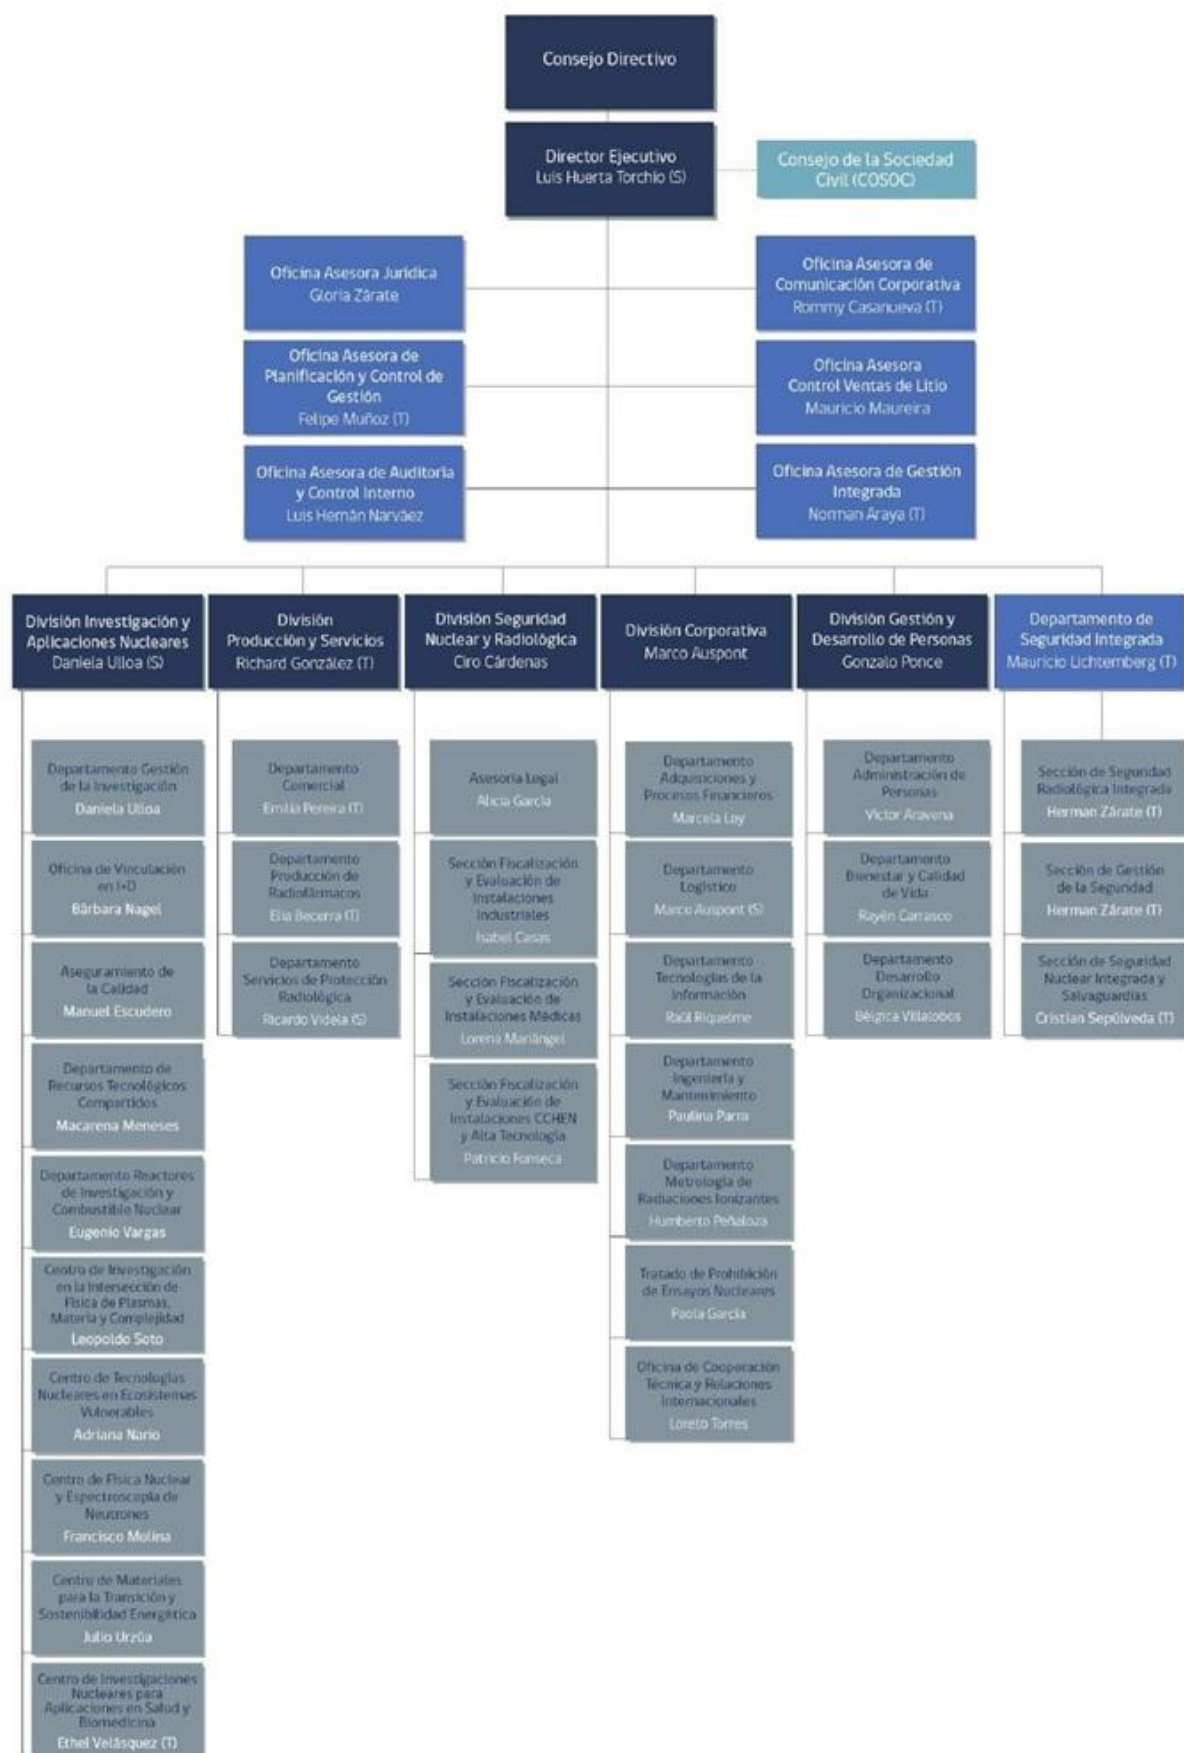 Consejo Directivo
Director Ejecutivo
Luis Huerta Torchio (S)
Consejo de la Sociedad
Civil (COSOC)
Oficina Asesora Jurídica
Gloria Zárate
Oficina Asesora de
Comunicación Corporativa
Rommy Casanueva (T)
Oficina Asesora de
Planificación y Control de
Gestión
Felipe Muñoz (T)
Oficina Asesora
Control Ventas de Litio
Mauricio Maureira
Oficina Asesora de Auditoria
y Control Interno
Luis Hernán Narváez
Oficina Asesora de Gestión
Integrada
Norman Araya (T)
División Investigación y
Aplicaciones Nucleares
Daniela Ulloa (S)
División
Producción y Servicios
Richard González (T)
División Seguridad
Nuclear y Radiológica
Ciro Cárdenas
División Corporativa
Marco Auspont
División Gestión y
Desarrollo de Personas
Gonzalo Ponce
Departamento de
Seguridad Integrada
Mauricio Lichtemberg (T)
Departamento Gestión
de la Investigación
Daniela Ulloa
Oficina de Vinculación
en I+D
Bárbara Nagel
Aseguramiento de
la Calidad
Manuel Escudero
Departamento de
Recursos Tecnológicos
Compartidos
Macarena Meneses
Departamento Reactores
de Investigación y
Combustible Nuclear
Eugenio Vargas
Centro de Investigación
en la Intersección de
Física de Plasmas,
Materia y Complejidad
Leopoldo Soto
Centro de Tecnologías
Nucleares en Ecosistemas
Vulnerables
Adriana Nario
Centro de Física Nuclear
y Espectroscopía de
Neutrones
Francisco Molina
Centro de Materiales
para la Transición y
Sostenibilidad Energética
Julio Urzúa
Centro de Investigaciones
Nucleares para
Aplicaciones en Salud y
Biomedicina
Ethel Velásquez (T)
Departamento
Comercial
Emilia Pereira (T)
Departamento
Producción de
Radiofármacos
Elia Becerra (T)
Departamento
Servicios de Protección
Radiológica
Ricardo Videla (S)
Asesoría Legal
Alicia García
Sección Fiscalización
y Evaluación de
Instalaciones
Industriales
Isabel Casas
Sección Fiscalización
y Evaluación de
Instalaciones Médicas
Lorena Mariángel
Sección Fiscalización
y Evaluación de
Instalaciones CCHEN
y Alta Tecnología
Patricio Fonseca
Departamento
Adquisiciones y
Procesos Financieros
Marcela Ley
Departamento
Logístico
Marco Auspont (S)
Departamento
Tecnologías de la
Información
Raúl Riquelme
Departamento
Ingeniería y
Mantenimiento
Paulina Parra
Departamento
Metrología de
Radiaciones Ionizantes
Humberto Peñaloza
Tratado de Prohibición
de Ensayos Nucleares
Paola García
Oficina de Cooperación
Técnica y Relaciones
Internacionales
Loreto Torres
Departamento
Administración de
Personas
Víctor Aravena
Departamento
Bienestar y Calidad
de Vida
Rayén Carrasco
Departamento
Desarrollo
Organizacional
Bélgica Villalobos
Sección de Seguridad
Radiológica Integrada
Herman Zárate (T)
Sección de Gestión
de la Seguridad
Herman Zárate (T)
Sección de Seguridad
Nuclear Integrada y
Salvaguardias
Cristian Sepúlveda (T)